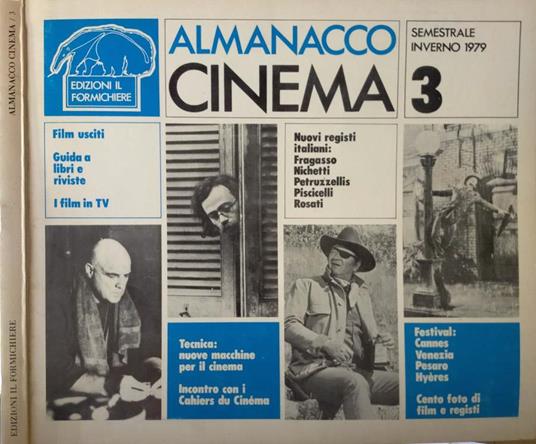 ALMANACCO CINEMA / 3
EDIZIONI IL FORMICHIERE
EDIZIONI IL
FORMICHIERE
ALMANACCO
CINEMA
SEMESTRALE
INVERNO 1979
3
Film usciti
Guida a
libri e
riviste
I film in TV
Nuovi registi
italiani:
Fragasso
Nichetti
Petruzzellis
Piscicelli
Rosati
Tecnica:
nuove macchine
per il cinema
Incontro con i
Cahiers du Cinéma
Festival:
Cannes
Venezia
Pesaro
Hyères
Cento foto di
film e registi